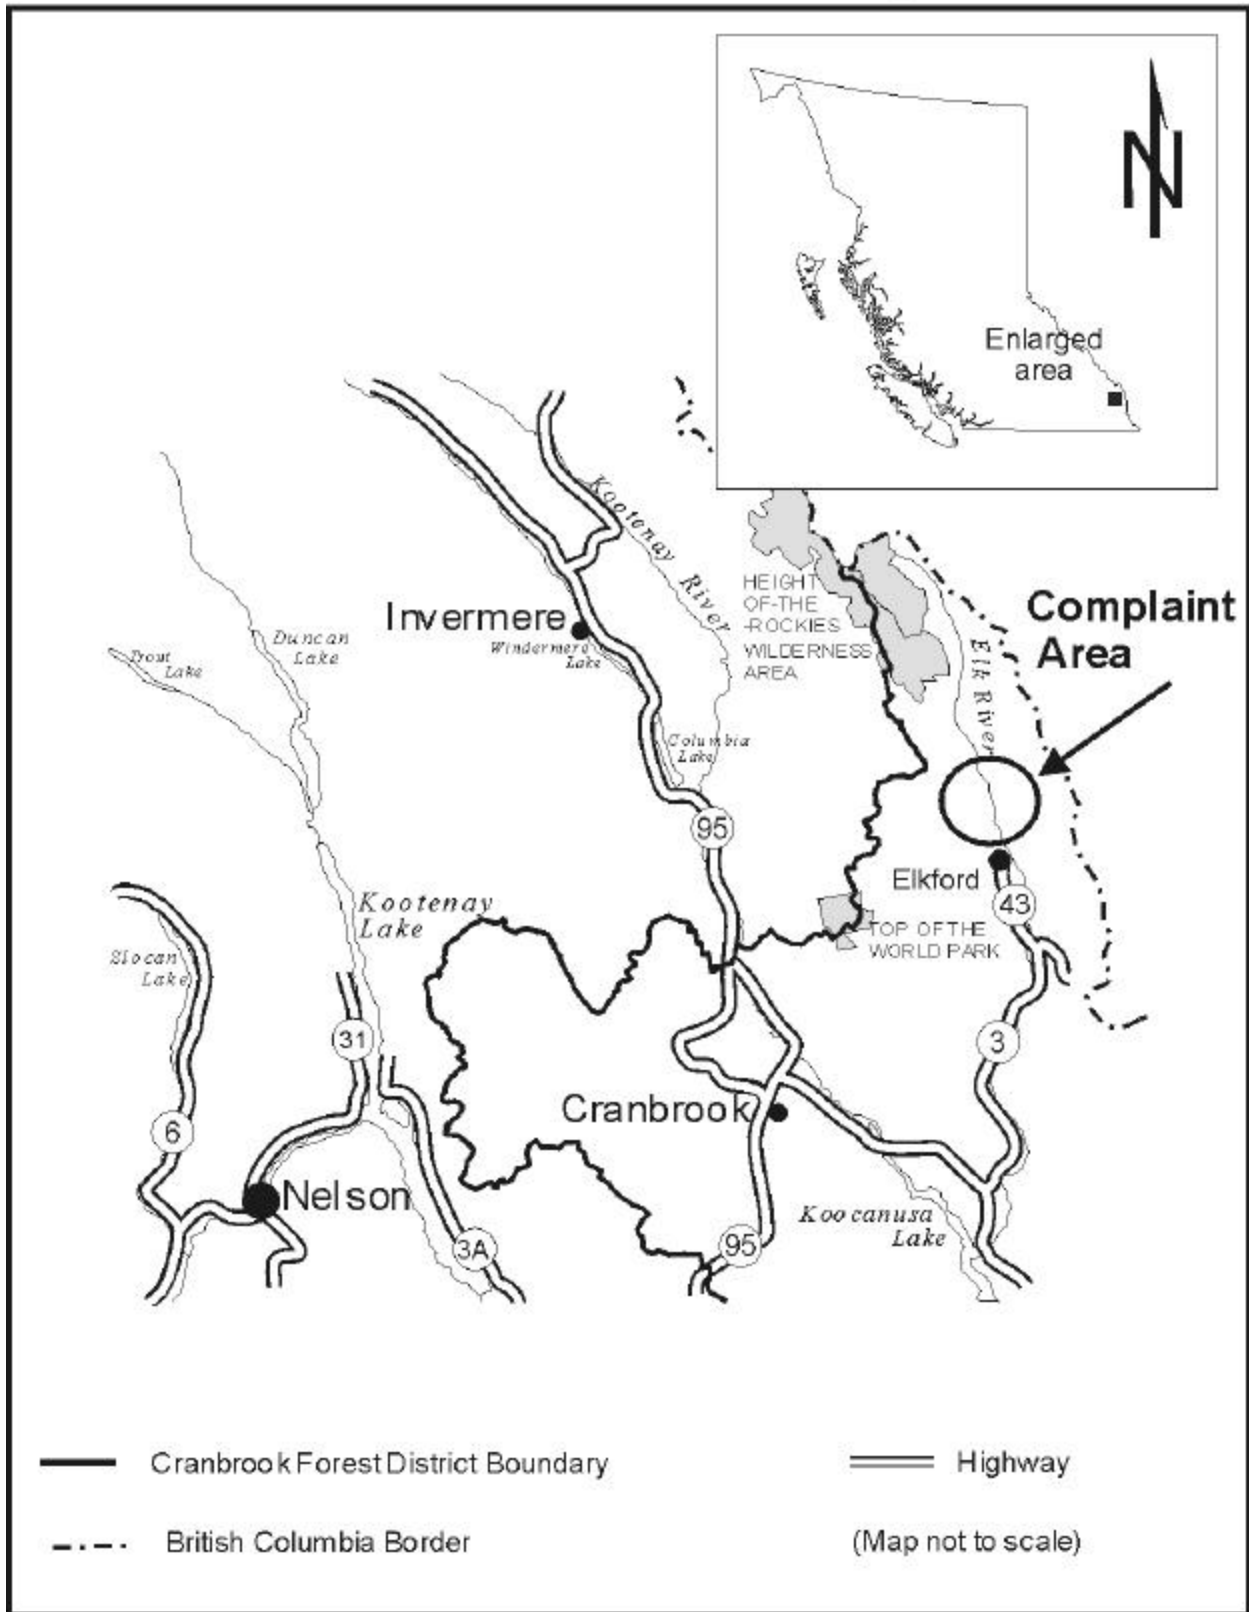 N
Enlarged
area
Kootenay River
HEIGHT
OF-THE
-ROCKIES
WILDERNESS
AREA
Complaint
Area
Invermere
Windermere
Lake
Duncan
Lake
Trout
Lake
Elk River
Columbia
Lake
95
Elkford
43
Kootenay
Lake
TOP OF THE
WORLD PARK
Slocan
Lake
31
3
Cranbrook
6
Nelson
Koocanusa
Lake
3A
95
Cranbrook Forest District Boundary
Highway
British Columbia Border
(Map not to scale)